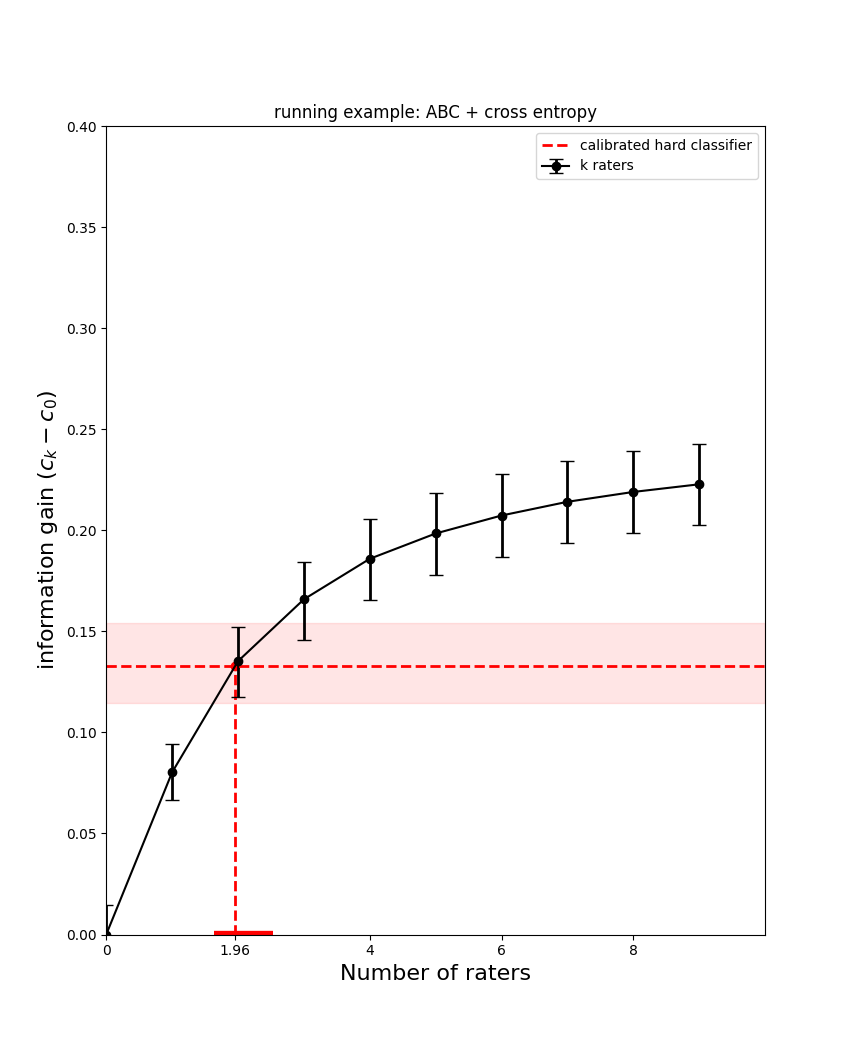 running example: ABC + cross entropy
calibrated hard classifier
k raters
0.40
0.35
0.30
0.25
0.20
0.15
0.10
0.05
0.00
information gain (c_k − c_0)
0
1.96
4
6
8
Number of raters